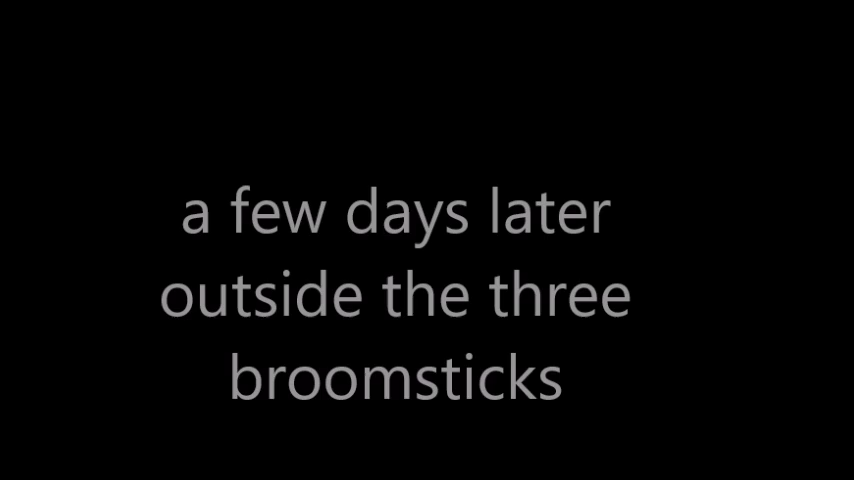 a few days later
outside the three
broomsticks